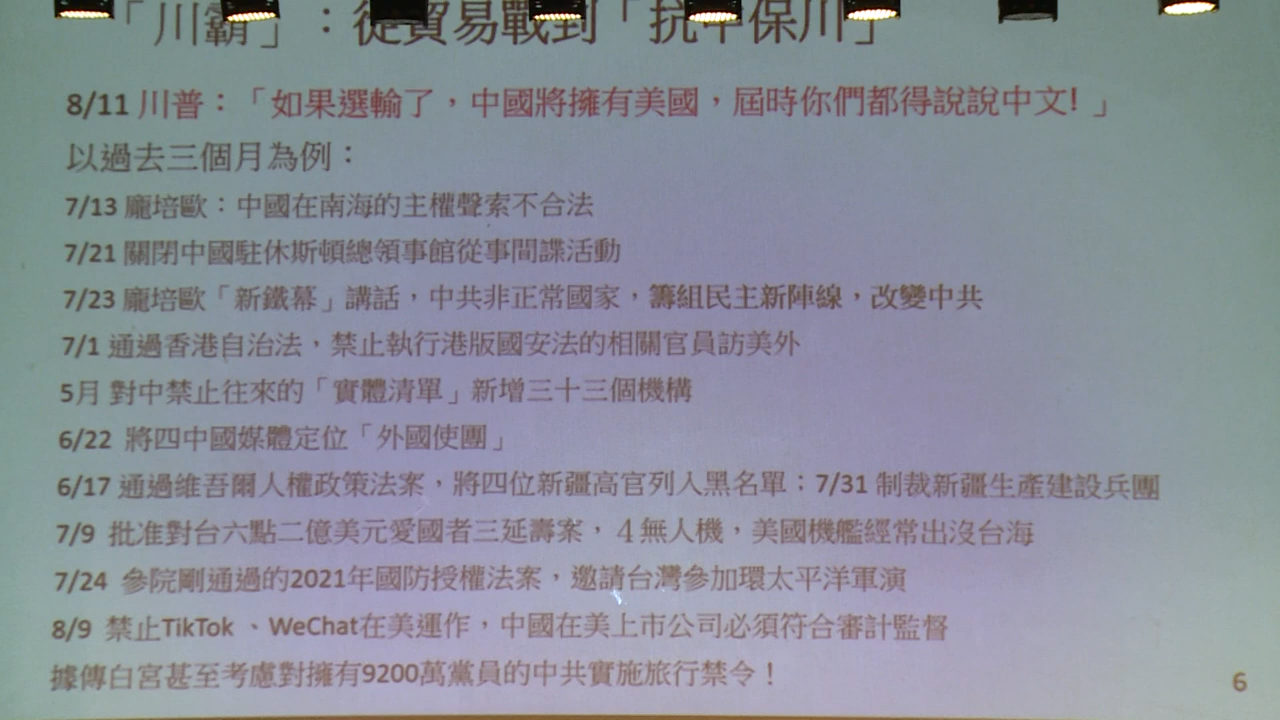 「川霸」：從貿易戰到「抗中保川」
8/11 川普：「如果選輸了，中國將擁有美國，屆時你們都得說說中文! 」
以過去三個月為例：
7/13 龐培歐：中國在南海的主權聲索不合法
7/21 關閉中國駐休斯頓總領事館從事間諜活動
7/23 龐培歐「新鐵幕」講話，中共非正常國家，籌組民主新陣線，改變中共
7/1 通過香港自治法，禁止執行港版國安法的相關官員訪美外
5月 對中禁止往來的「實體清單」新增三十三個機構
6/22 將四中國媒體定位「外國使團」
6/17 通過維吾爾人權政策法案，將四位新疆高官列入黑名單；7/31 制裁新疆生產建設兵團
7/9 批准對台六點二億美元愛國者三延壽案，4無人機，美國機艦經常出沒台海
7/24 參院剛通過的2021年國防授權法案，邀請台灣參加環太平洋軍演
8/9 禁止TikTok 、WeChat在美運作，中國在美上市公司必須符合審計監督
據傳白宮甚至考慮對擁有9200萬黨員的中共實施旅行禁令！
6